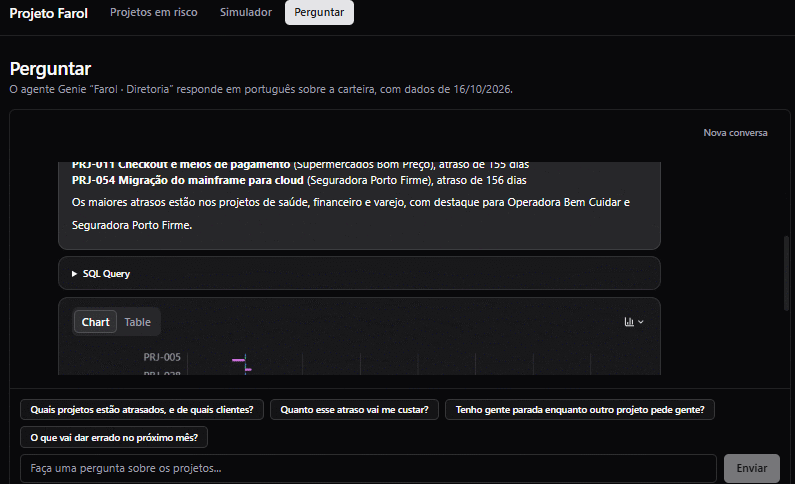 Projeto Farol Projetos em risco Simulador Perguntar
Perguntar
O agente Genie “Farol · Diretoria” responde em português sobre a carteira, com dados de 16/10/2026.
Nova conversa
PRJ-011 Checkout e meios de pagamento (Supermercados Bom Preço), atraso de 155 dias
PRJ-054 Migração do mainframe para cloud (Seguradora Porto Firme), atraso de 156 dias
Os maiores atrasos estão nos projetos de saúde, financeiro e varejo, com destaque para Operadora Bem Cuidar e
Seguradora Porto Firme.
SQL Query
Chart Table
PRJ-005
Quais projetos estão atrasados, e de quais clientes? Quanto esse atraso vai me custar? Tenho gente parada enquanto outro projeto pede gente?
O que vai dar errado no próximo mês?
Faça uma pergunta sobre os projetos... Enviar